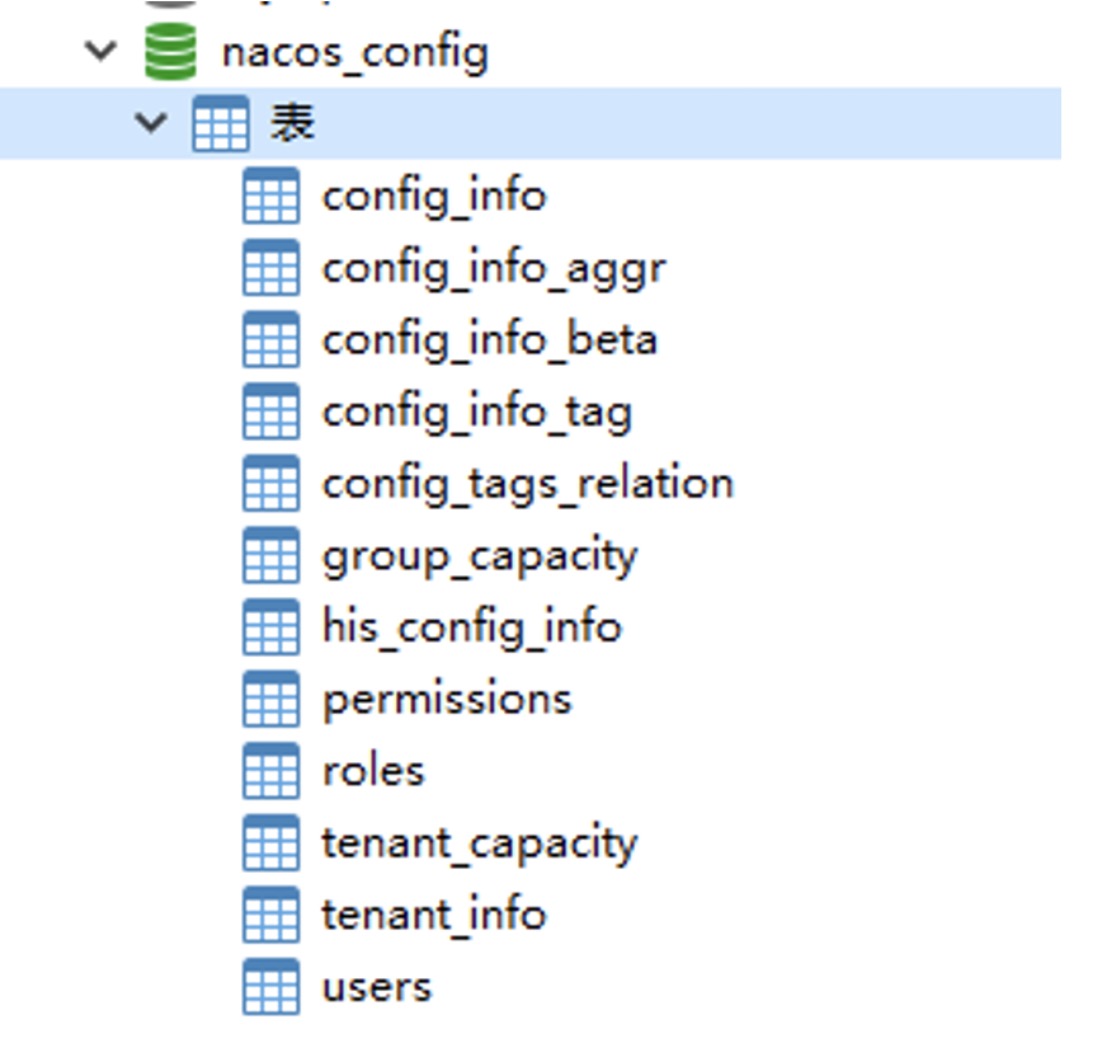 nacos_config
表
config_info
config_info_aggr
config_info_beta
config_info_tag
config_tags_relation
group_capacity
his_config_info
permissions
roles
tenant_capacity
tenant_info
users